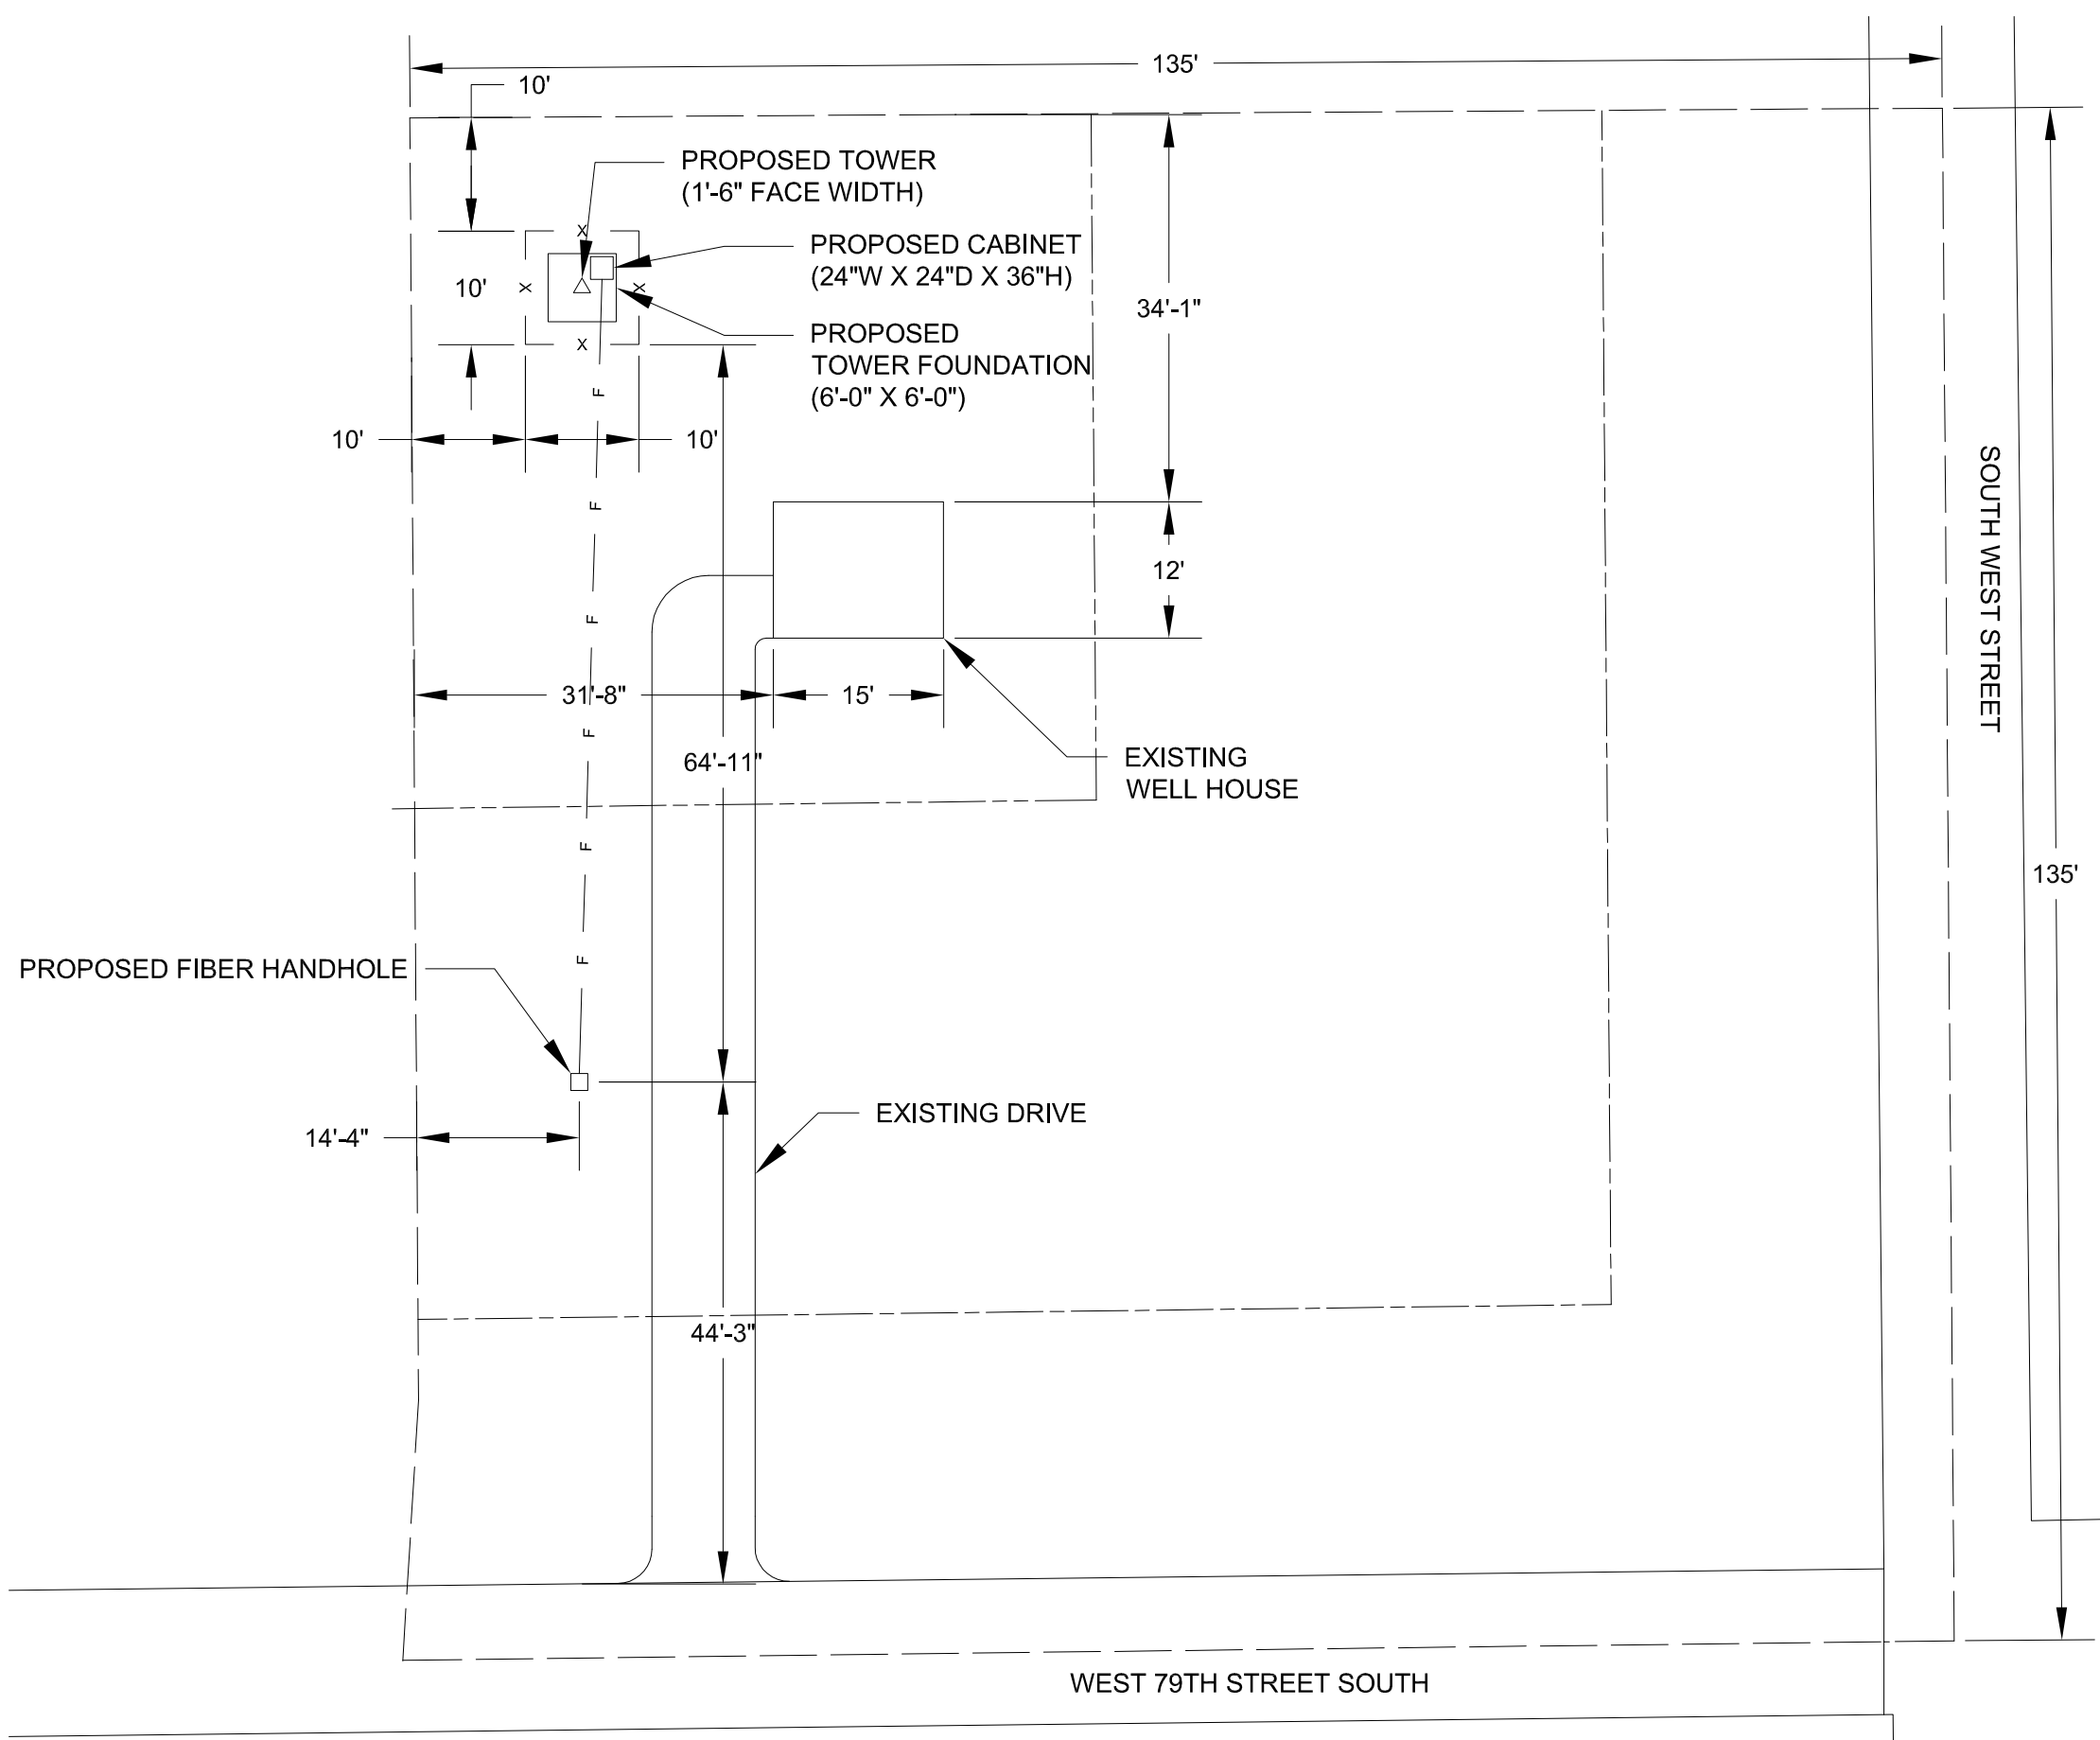 135'
10'
PROPOSED TOWER
(1'-6" FACE WIDTH)
X
PROPOSED CABINET
(24"W X 24"D X 36"H)
10'
X
X
34'-1"
PROPOSED
TOWER FOUNDATION
(6'-0" X 6'-0")
X
F
10'
10'
F
SOUTH WEST STREET
12'
F
31'-8"
15'
F
64'-11"
EXISTING
WELL HOUSE
F
135'
F
PROPOSED FIBER HANDHOLE
EXISTING DRIVE
14'-4"
44'-3"
WEST 79TH STREET SOUTH